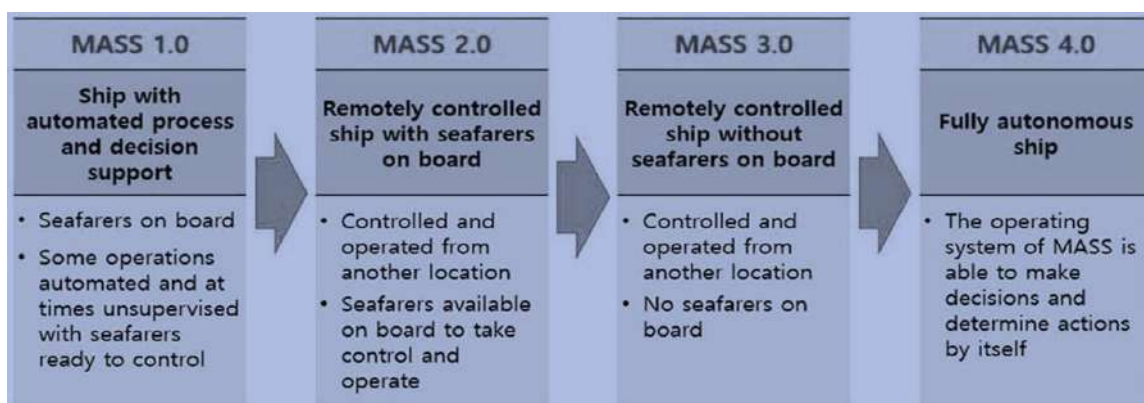 MASS 1.0
Ship with
automated process
and decision
support
• Seafarers on board
• Some operations
automated and at
times unsupervised
with seafarers
ready to control
MASS 2.0
Remotely controlled
ship with seafarers
on board
• Controlled and
operated from
another location
• Seafarers available
on board to take
control and
operate
MASS 3.0
Remotely controlled
ship without
seafarers on board
• Controlled and
operated from
another location
• No seafarers on
board
MASS 4.0
Fully autonomous
ship
• The operating
system of MASS is
able to make
decisions and
determine actions
by itself